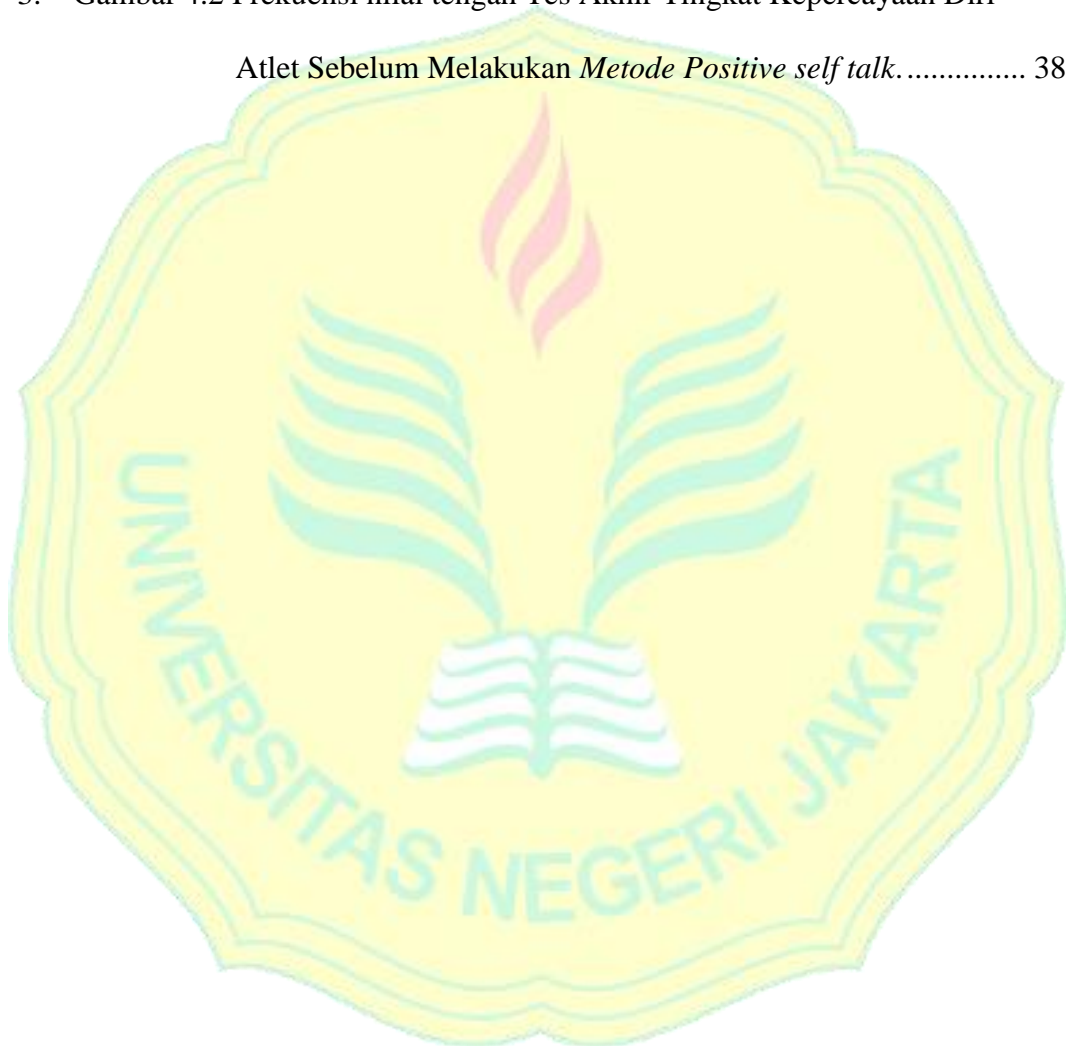 3. Gambar 4.2 Frekuensi nilai tengah Tes Akhir Tingkat Kepercayaan Diri
Atlet Sebelum Melakukan Metode Positive self talk................ 38
UNIVERSITAS NEGERI JAKARTA